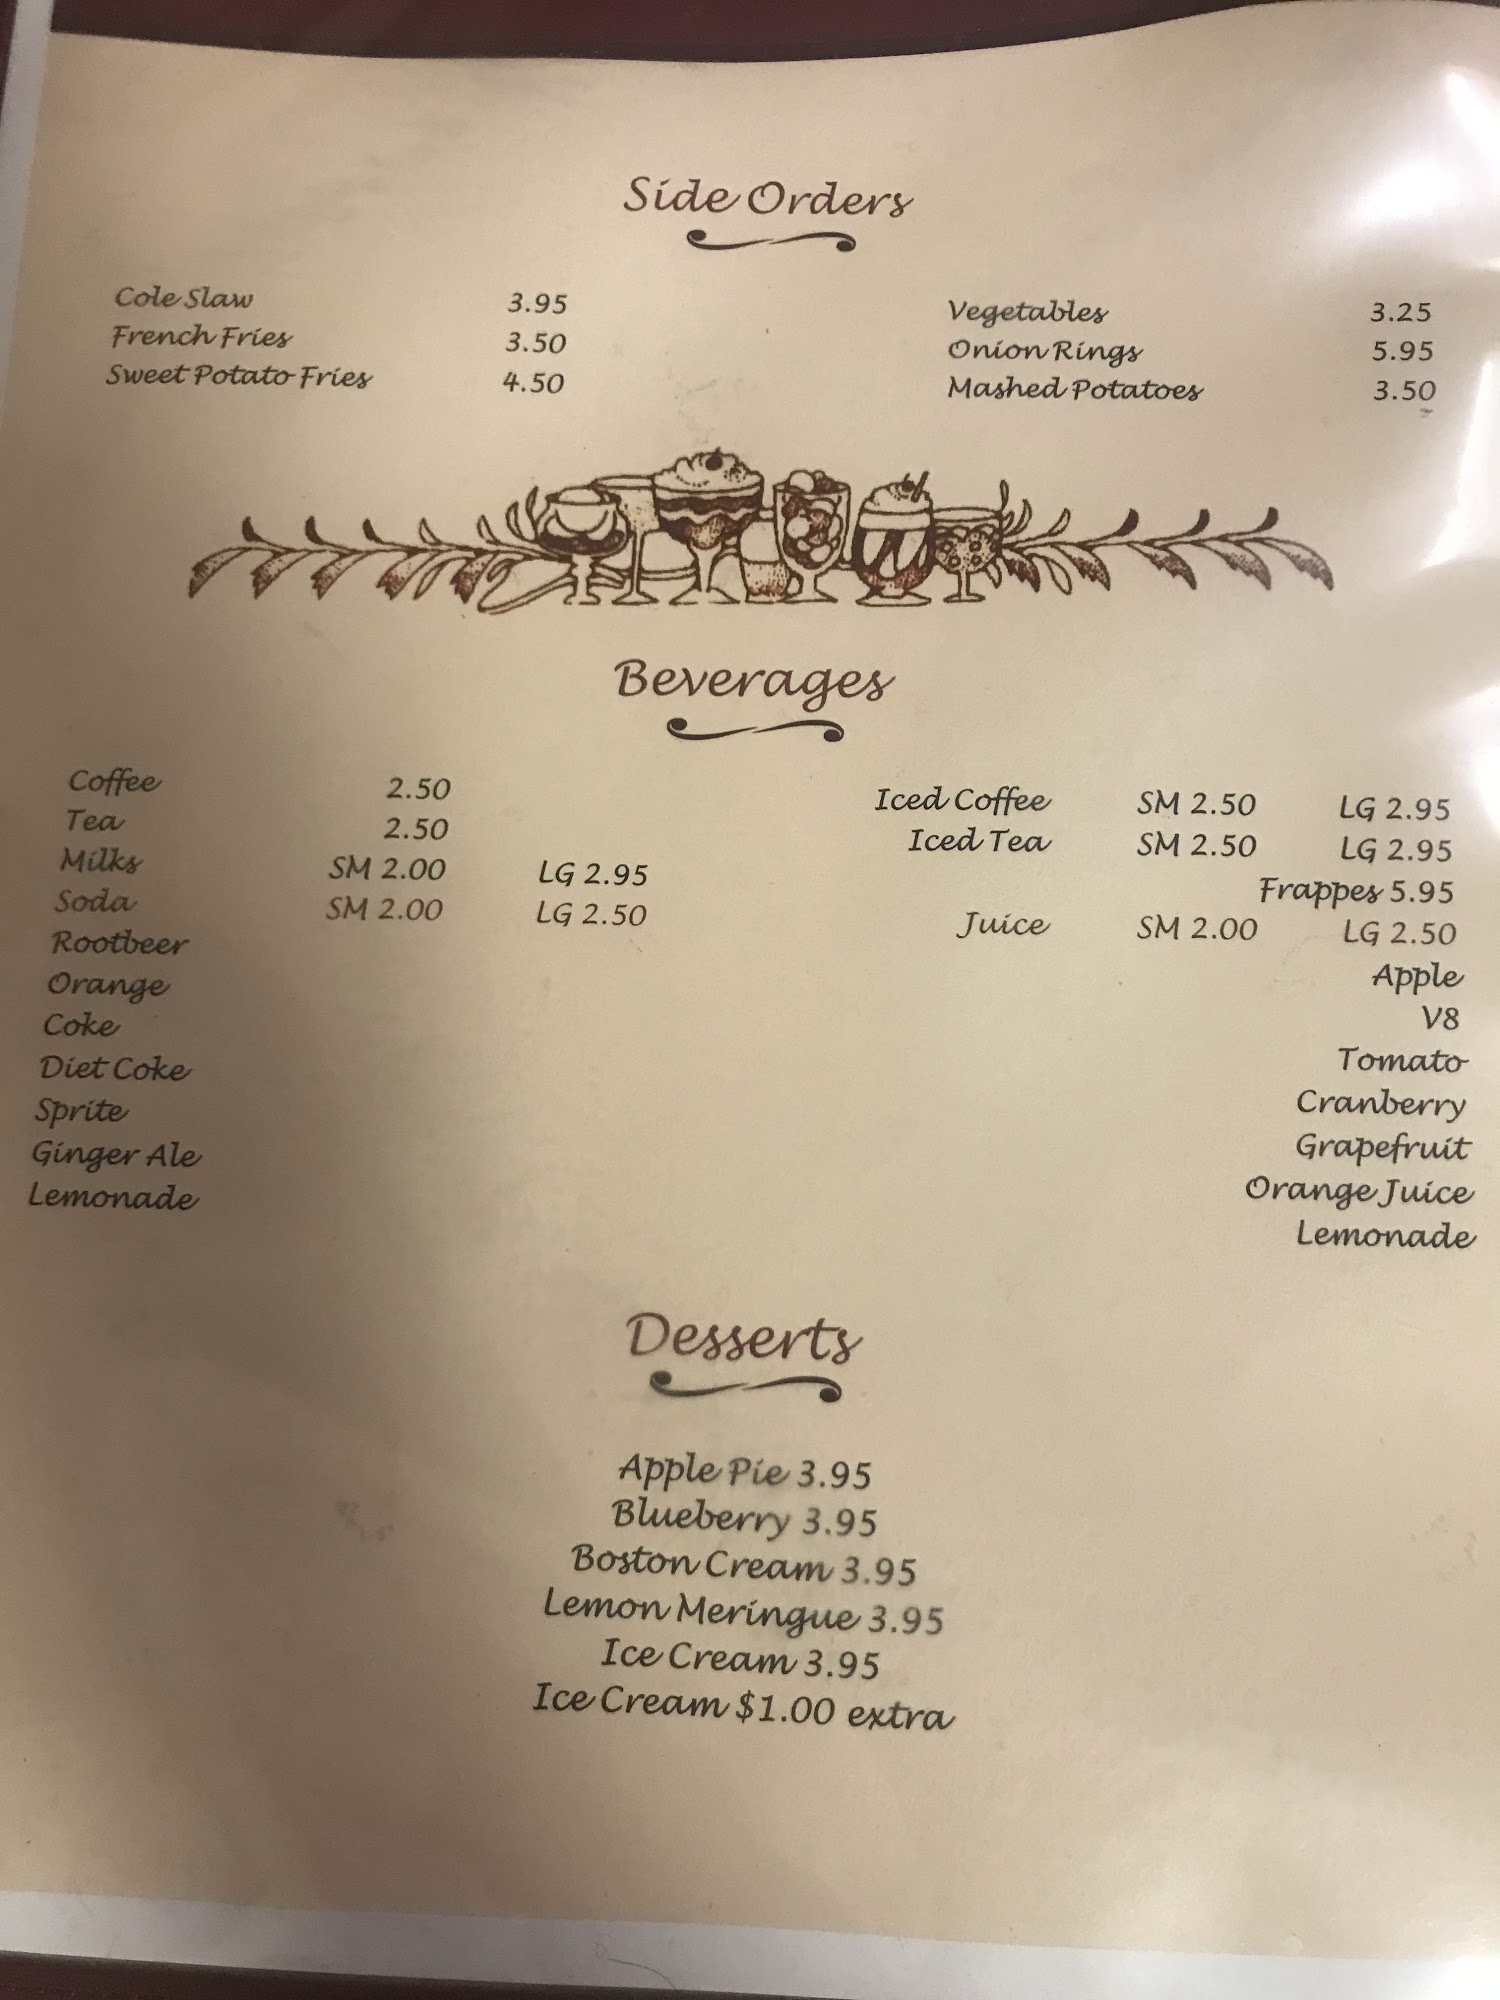 Side Orders
Cole Slaw 3.95
French Fries 3.50
Sweet Potato Fries 4.50
Vegetables 3.25
Onion Rings 5.95
Mashed Potatoes 3.50
Beverages
Coffee 2.50
Tea 2.50
Milks SM 2.00 LG 2.95
Soda SM 2.00 LG 2.50
Rootbeer
Orange
Coke
Diet Coke
Sprite
Ginger Ale
Lemonade
Iced Coffee SM 2.50 LG 2.95
Iced Tea SM 2.50 LG 2.95
Frappes 5.95
Juice SM 2.00 LG 2.50
Apple
V8
Tomato
Cranberry
Grapefruit
Orange Juice
Lemonade
Desserts
Apple Pie 3.95
Blueberry 3.95
Boston Cream 3.95
Lemon Meringue 3.95
Ice Cream 3.95
Ice Cream $1.00 extra